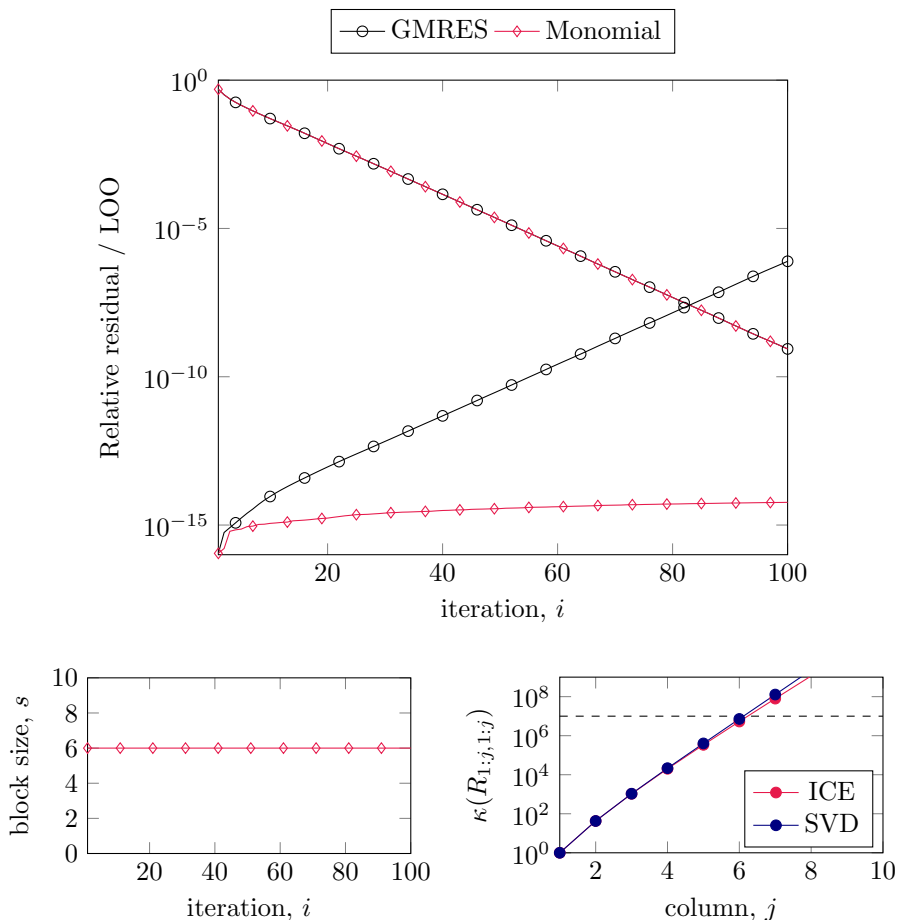 GMRES Monomial
10^0
10^{-5}
10^{-10}
10^{-15}
Relative residual / LOO
20 40 60 80 100
iteration, i
10
8
6
4
2
0
block size, s
20 40 60 80 100
iteration, i
10^8
10^6
10^4
10^2
10^0
κ(R_{1:j,1:j})
ICE
SVD
2 4 6 8 10
column, j